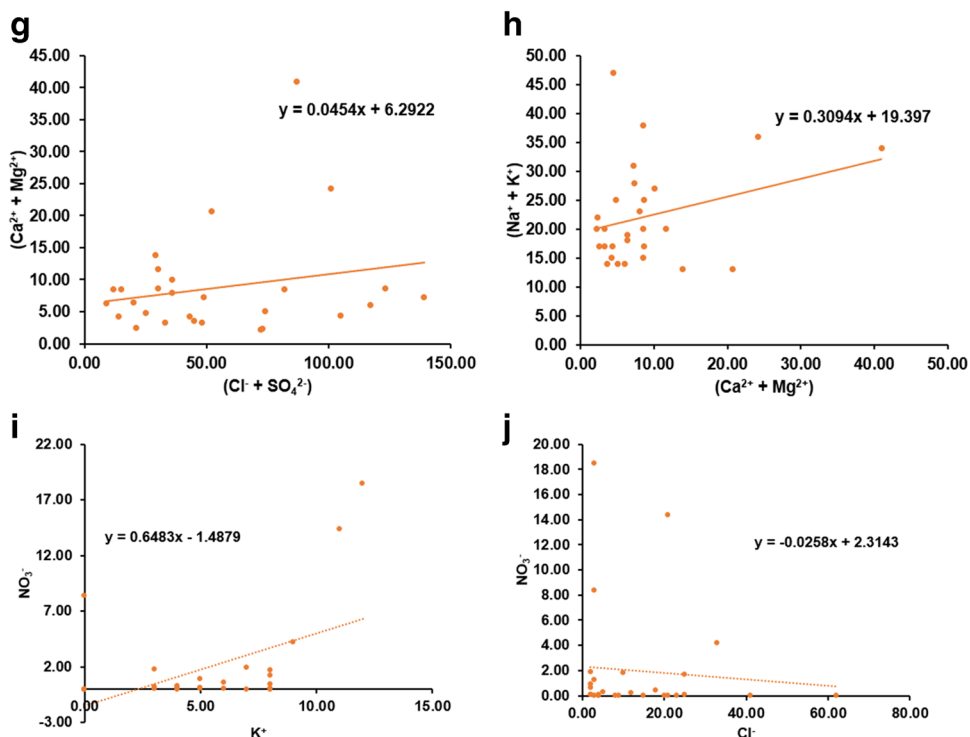 g
45.00
40.00
35.00
30.00
25.00
20.00
15.00
10.00
5.00
0.00
(Ca²⁺ + Mg²⁺)
y = 0.0454x + 6.2922
0.00 50.00 100.00 150.00
(Cl⁻ + SO₄²⁻)
h
50.00
45.00
40.00
35.00
30.00
25.00
20.00
15.00
10.00
5.00
0.00
(Na⁺ + K⁺)
y = 0.3094x + 19.397
0.00 10.00 20.00 30.00 40.00 50.00
(Ca²⁺ + Mg²⁺)
i
22.00
17.00
12.00
7.00
2.00
-3.00
NO₃⁻
y = 0.6483x - 1.4879
0.00 5.00 10.00 15.00
K⁺
j
20.00
18.00
16.00
14.00
12.00
10.00
8.00
6.00
4.00
2.00
0.00
NO₃⁻
y = -0.0258x + 2.3143
0.00 20.00 40.00 60.00 80.00
Cl⁻